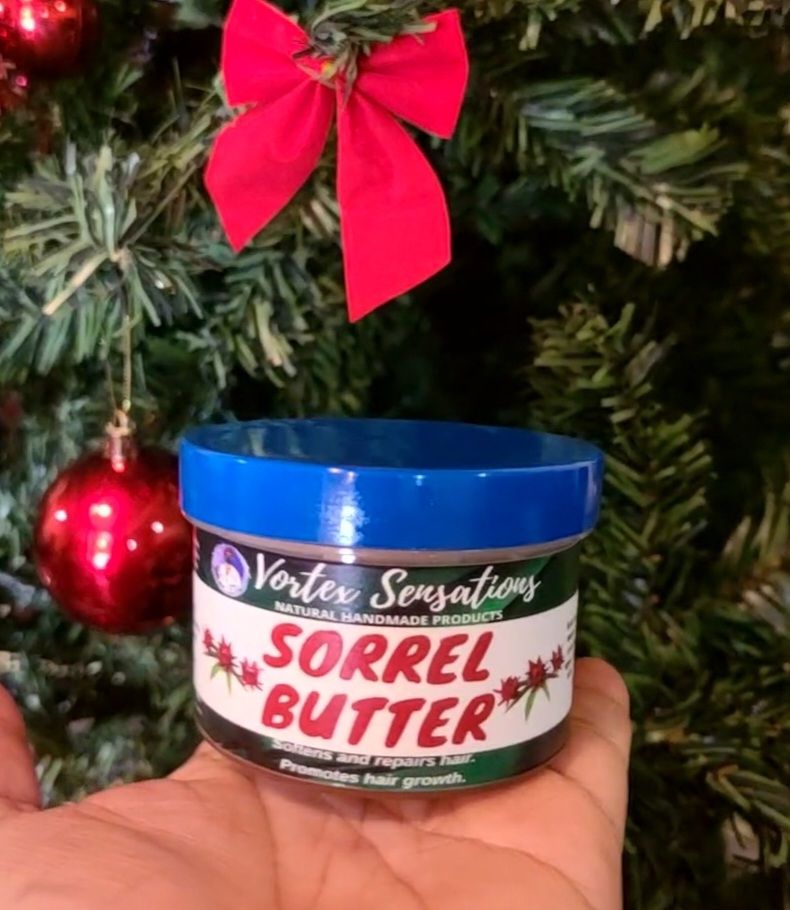 Vortex Sensations
NATURAL HANDMADE PRODUCTS
SORREL
BUTTER
Softens and repairs hair.
Promotes hair growth.